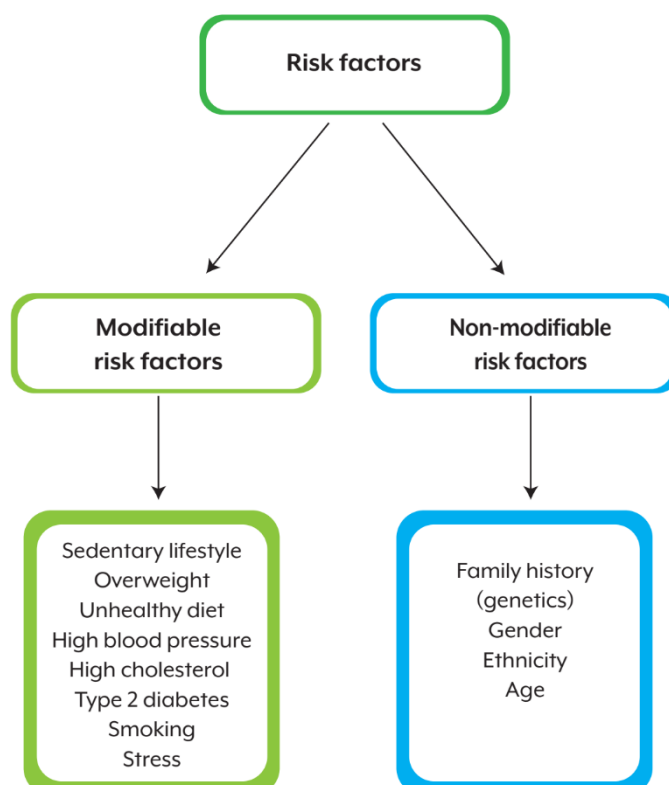 Risk factors
Modifiable
risk factors
Non-modifiable
risk factors
Sedentary lifestyle
Overweight
Unhealthy diet
High blood pressure
High cholesterol
Type 2 diabetes
Smoking
Stress
Family history
(genetics)
Gender
Ethnicity
Age